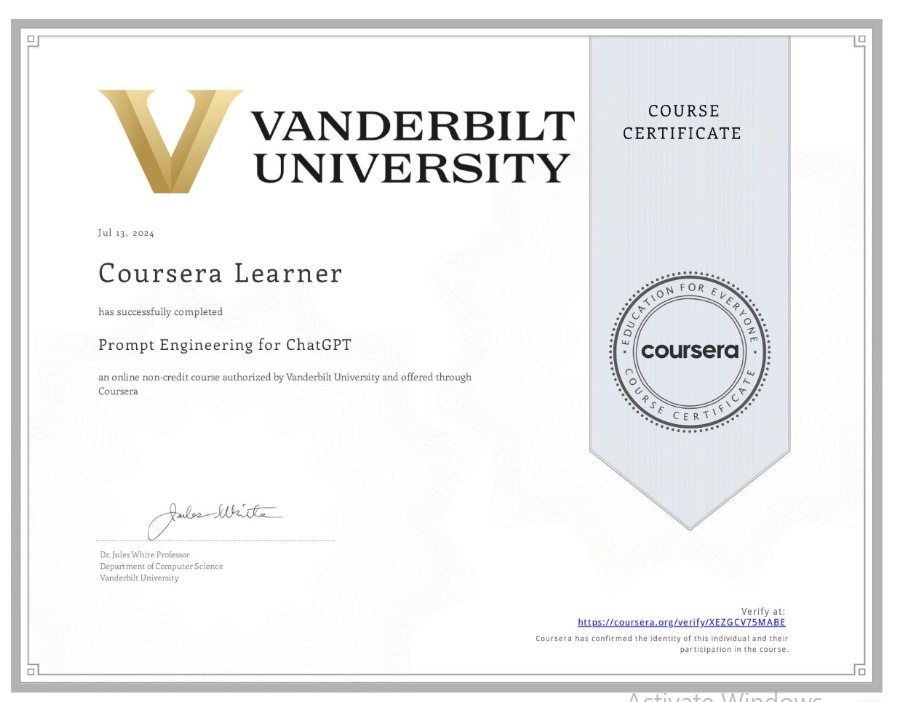 VANDERBILT
UNIVERSITY
COURSE
CERTIFICATE
Jul 13, 2024
Coursera Learner
has successfully completed
Prompt Engineering for ChatGPT
an online non-credit course authorized by Vanderbilt University and offered through
Coursera
EDUCATION FOR EVERYONE
coursera
COURSE CERTIFICATE
Jules White
Dr. Jules White Professor
Department of Computer Science
Vanderbilt University
Verify at:
https://coursera.org/verify/XEZGCV75MABE
Coursera has confirmed the identity of this individual and their
participation in the course.
Activate Windows